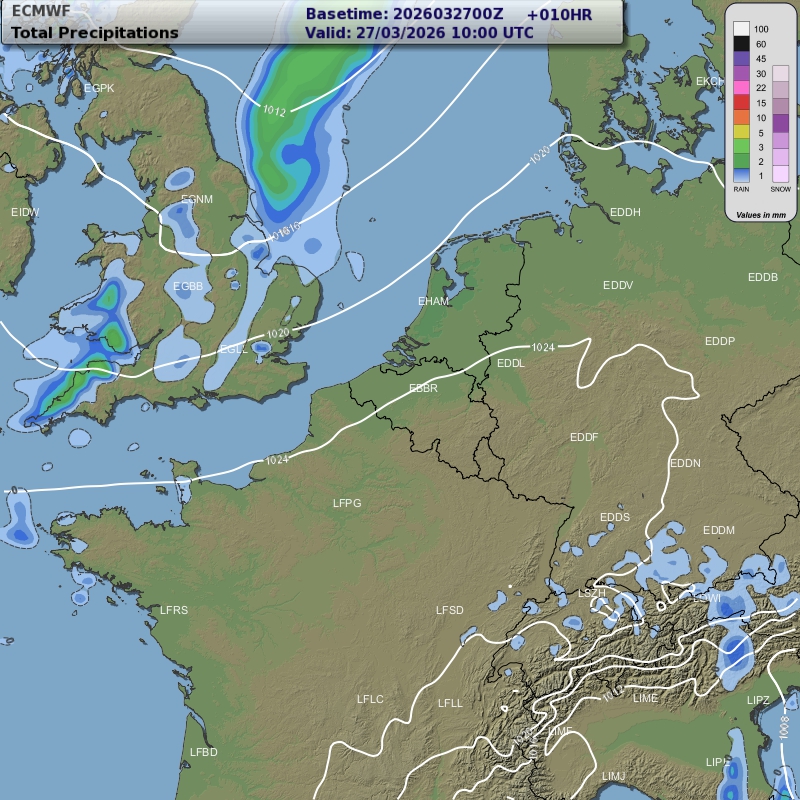 ECMWF
Basetime: 2026032700Z +010HR
Total Precipitations
Valid: 27/03/2026 10:00 UTC
100
60
45
30
22
15
10
5
3
2
1
RAIN SNOW
Values in mm
EGPK
EKCH
1012
1020
EGNM
EIDW
EDDH
1016
EGBB
EDDV
EDDB
EHAM
1020
EGLL
EDDP
1024
EDDL
EBBR
EDDF
1024
EDDN
LFPG
EDDS
EDDM
LSZH
LOWI
LFRS
LFSD
LFLC
LFLL
LIME
LIPZ
1008
LIMF
LFBD
LIMJ